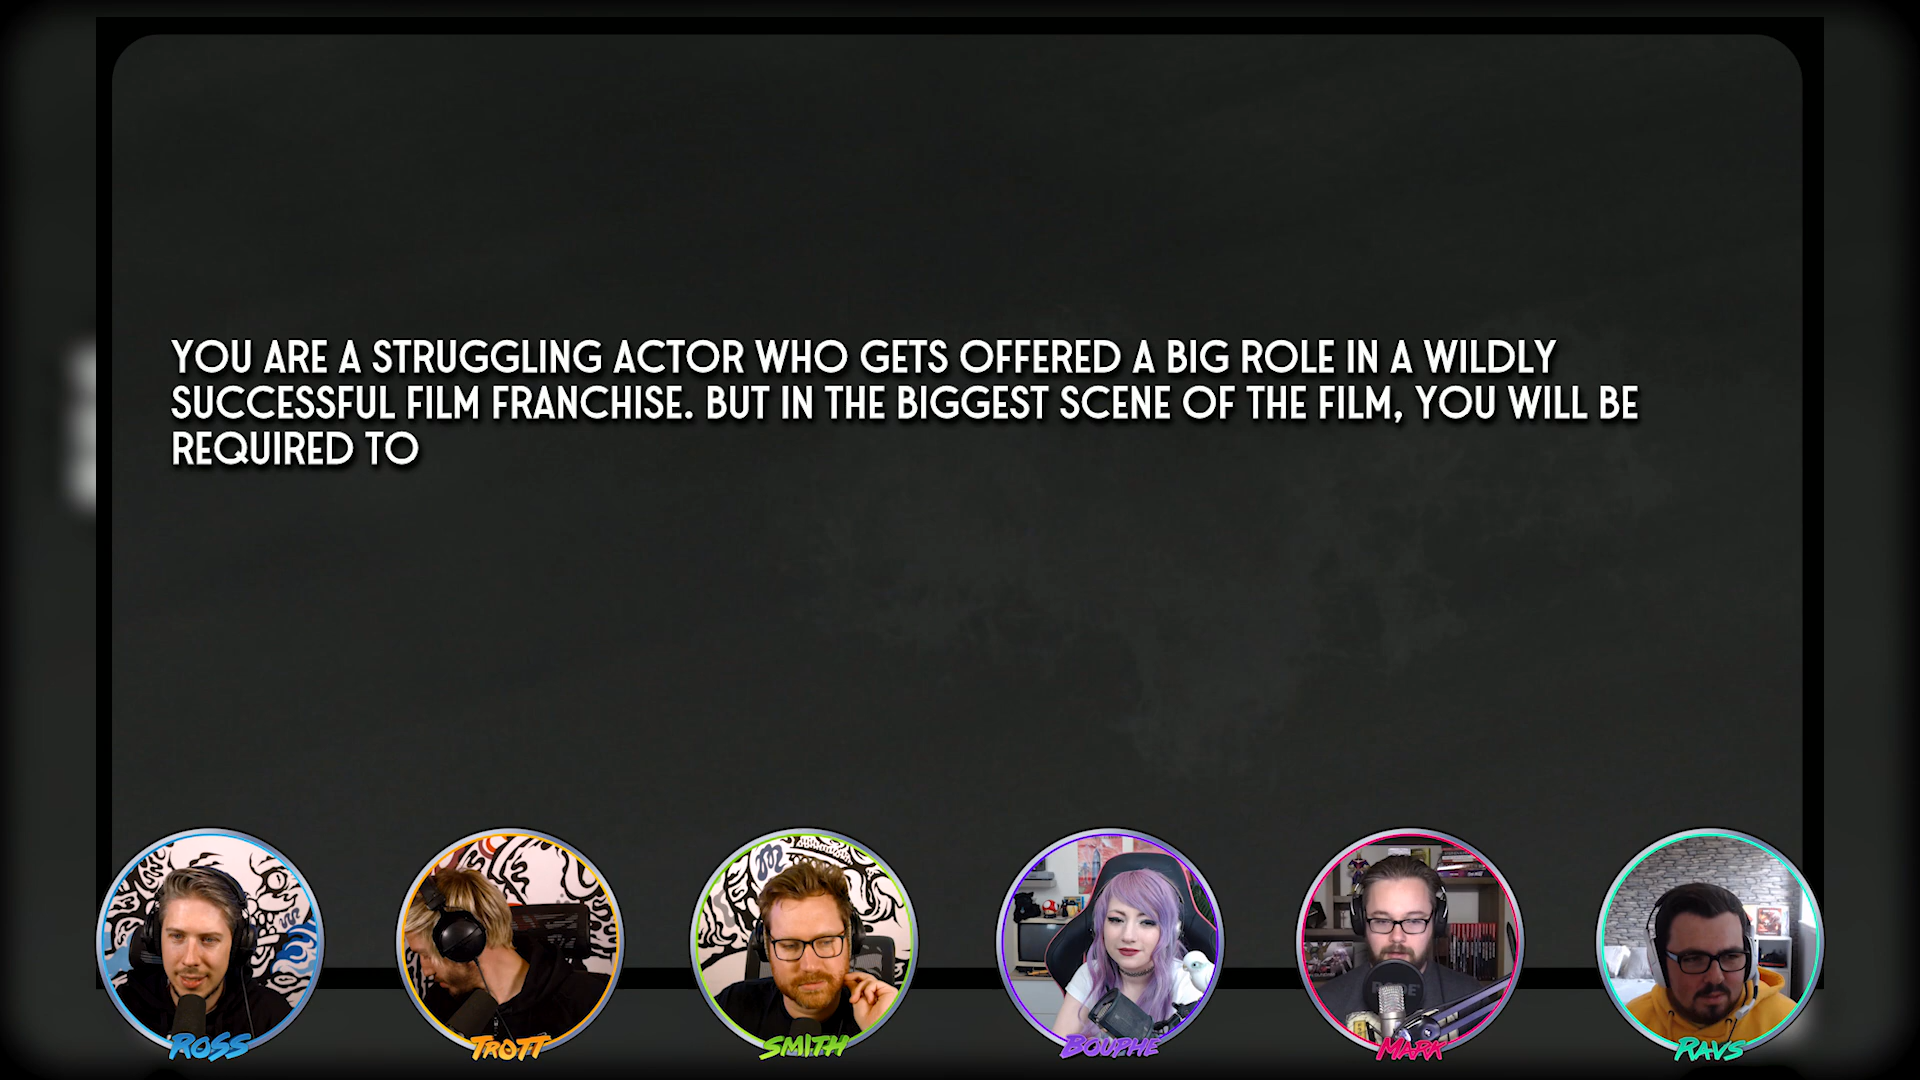 YOU ARE A STRUGGLING ACTOR WHO GETS OFFERED A BIG ROLE IN A WILDLY
SUCCESSFUL FILM FRANCHISE. BUT IN THE BIGGEST SCENE OF THE FILM, YOU WILL BE
REQUIRED TO
ROSS
TROTT
SMITH
BOUPHE
MARK
RAVS